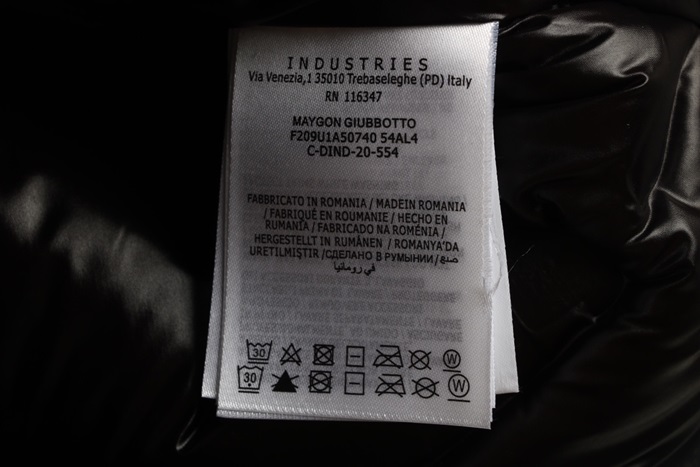 INDUSTRIES
Via Venezia,1 35010 Trebaseleghe (PD) Italy
RN 116347
MAYGON GIUBBOTTO
F209U1A50740 54AL4
C-DIND-20-554
FABBRICATO IN ROMANIA / MADEIN ROMANIA
/ FABRIQUÉ EN ROUMANIE / HECHO EN
RUMANÍA / FABRICADO NA ROMÉNIA /
HERGESTELLT IN RUMÄNEN / ROMANYA'DA
URETILMIŞTIR /СДЕЛАНО В РУМЫНИИ/ صنع
في رومانيا
30 W
30 W